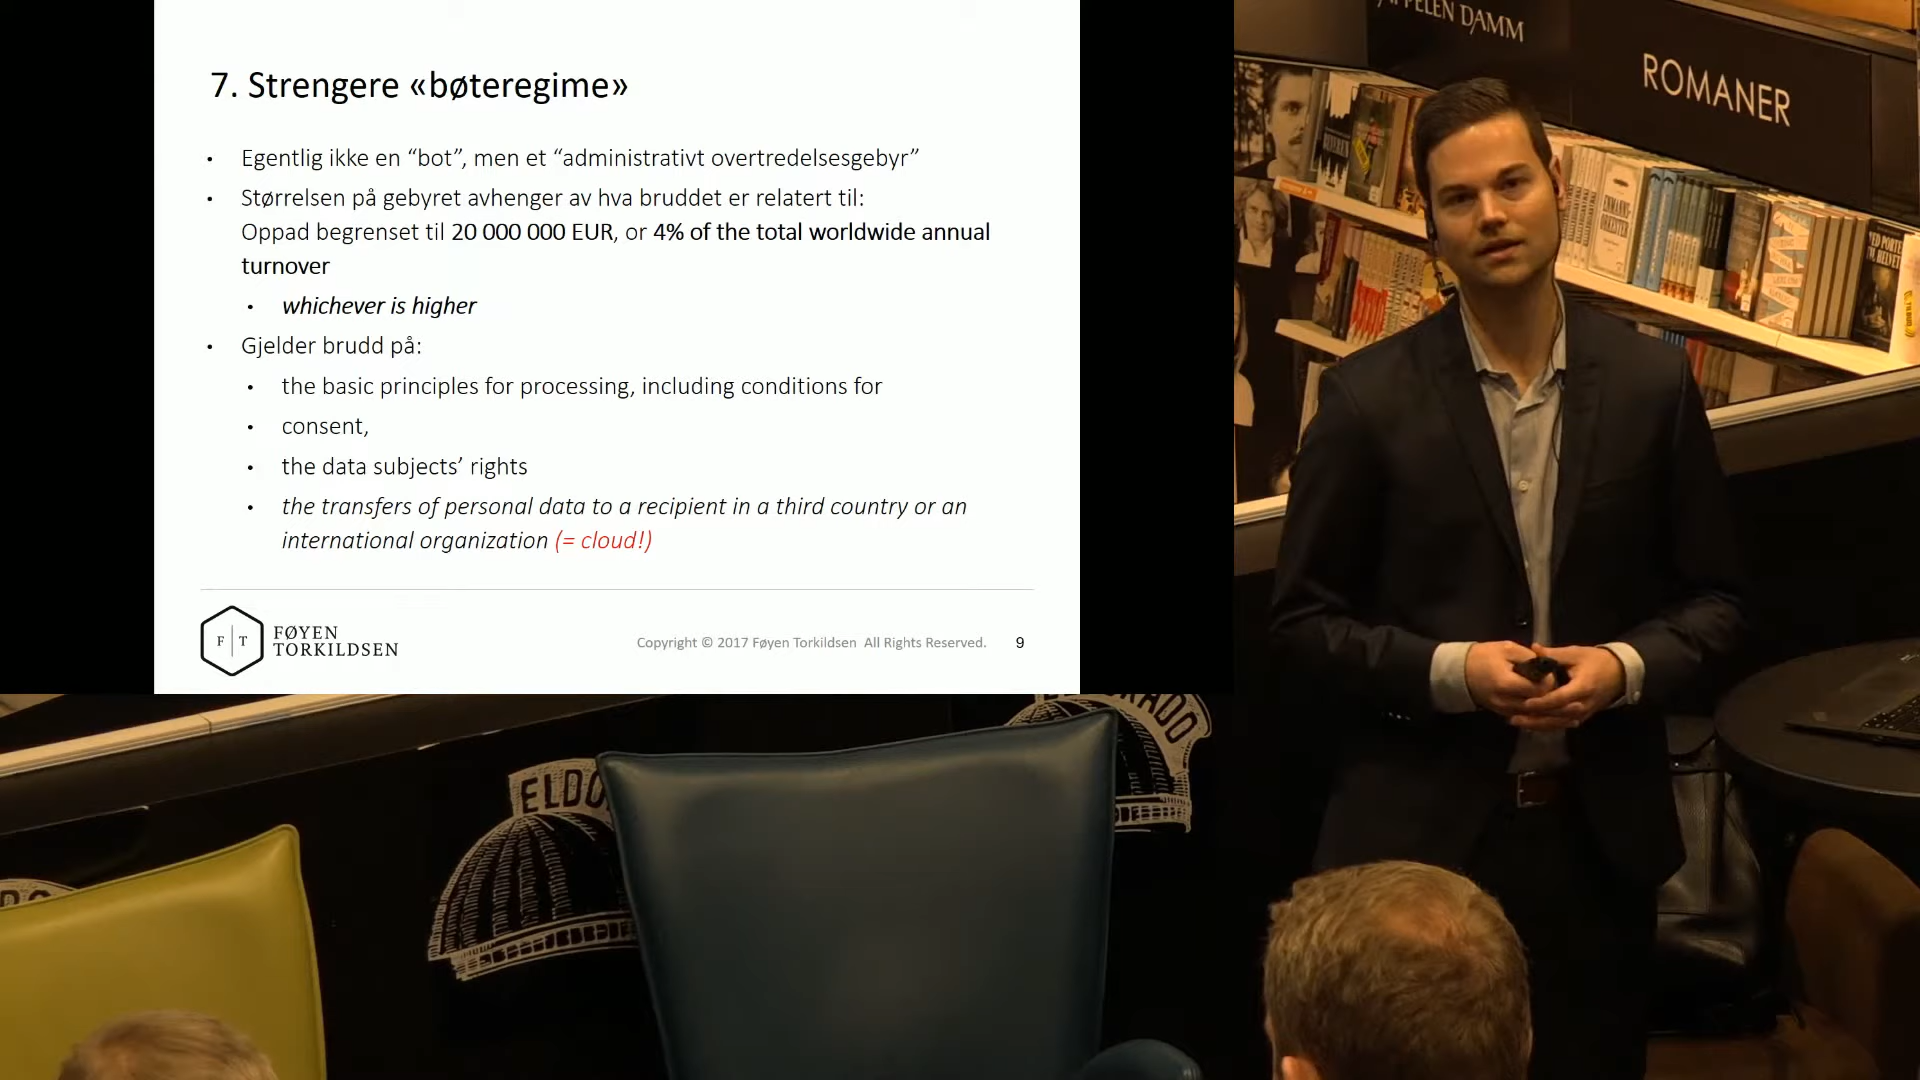 7. Strengere «bøteregime»
• Egentlig ikke en “bot”, men et “administrativt overtredelsesgebyr”
• Størrelsen på gebyret avhenger av hva bruddet er relatert til:
Oppad begrenset til 20 000 000 EUR, or 4% of the total worldwide annual
turnover
• whichever is higher
• Gjelder brudd på:
• the basic principles for processing, including conditions for
• consent,
• the data subjects’ rights
• the transfers of personal data to a recipient in a third country or an
international organization (= cloud!)
F T
FØYEN
TORKILDSEN
Copyright © 2017 Føyen Torkildsen All Rights Reserved. 9
DAMM
ROMANER
ELDO